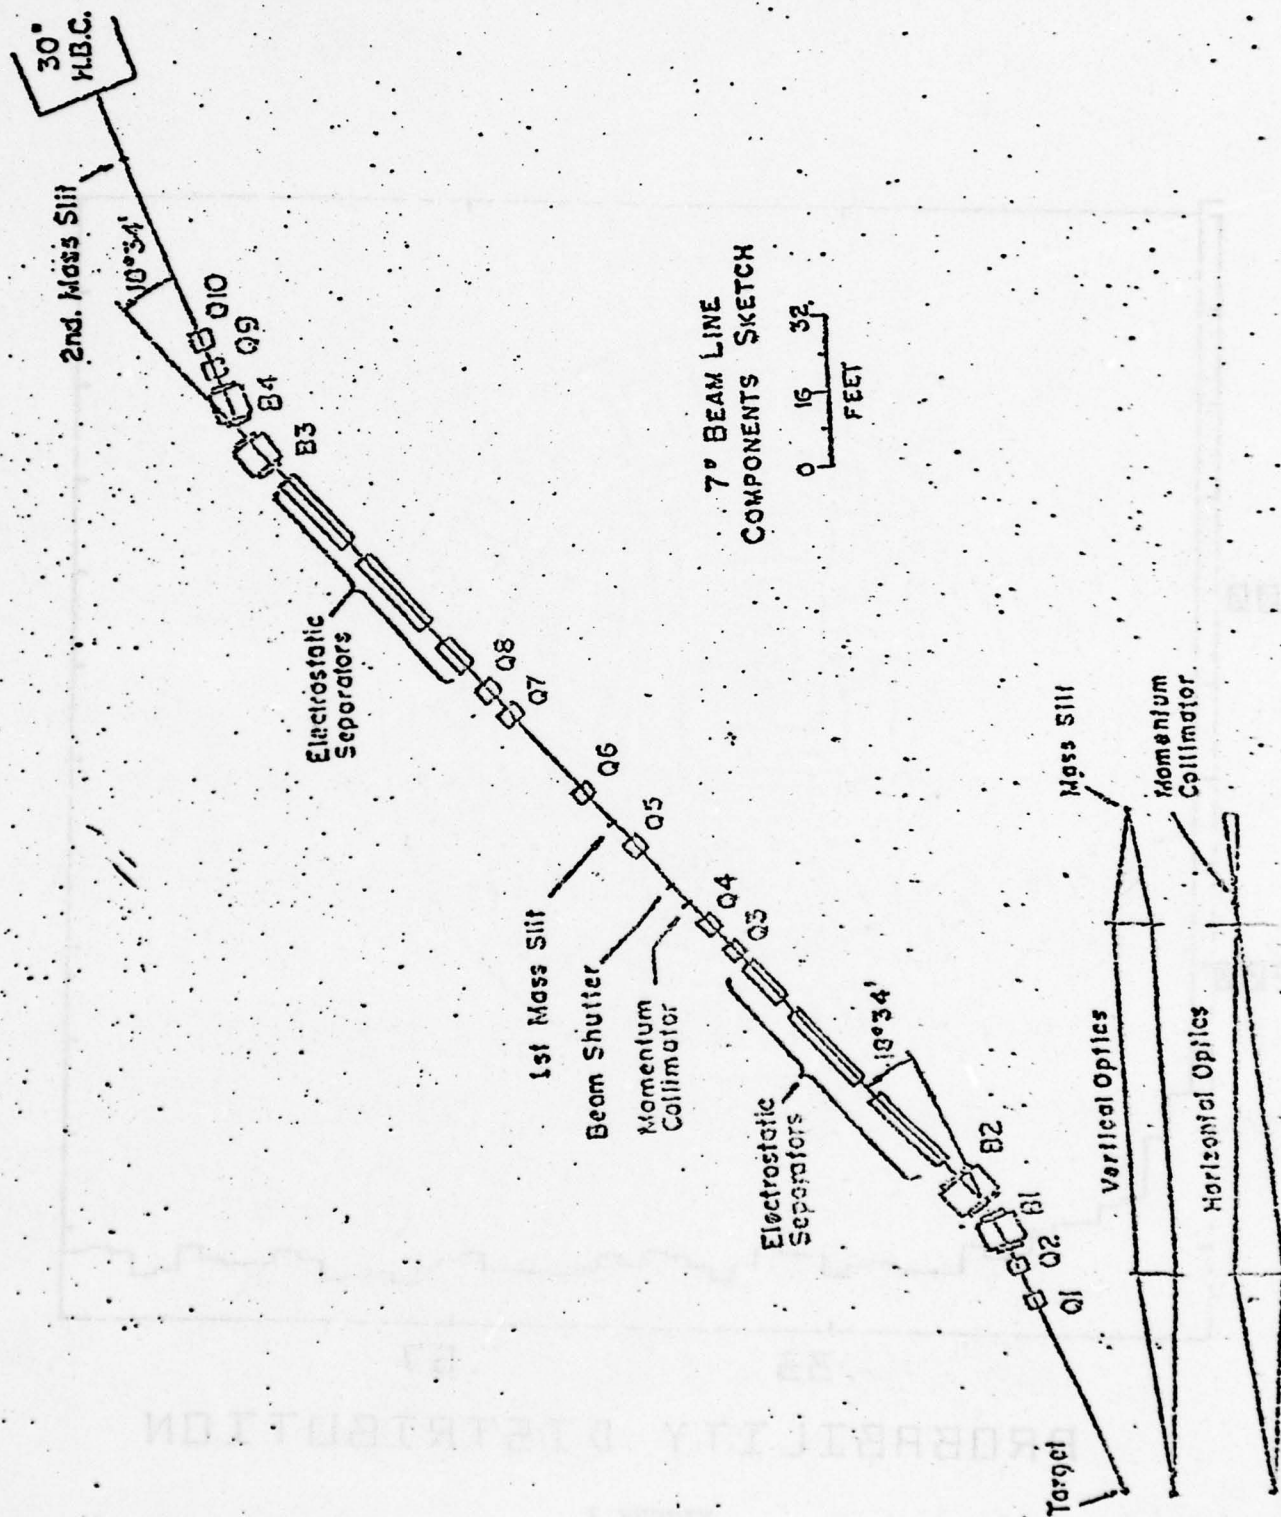 30"
H.B.C.
2nd. Mass Slit
18°34'
Q10
Q9
B4
B3
Electrostatic
Separators
Q8
Q7
Q6
Q5
1st Mass Slit
Beam Shutter
Momentum
Collimator
Q4
Q3
Electrostatic
Separators
18°34'
B2
B1
Q2
Q1
Target
7° BEAM LINE
COMPONENTS SKETCH
0 16 32
FEET
Mass Slit
Vertical Optics
Momentum
Collimator
Horizontal Optics
PROBABILITY DISTRIBUTION